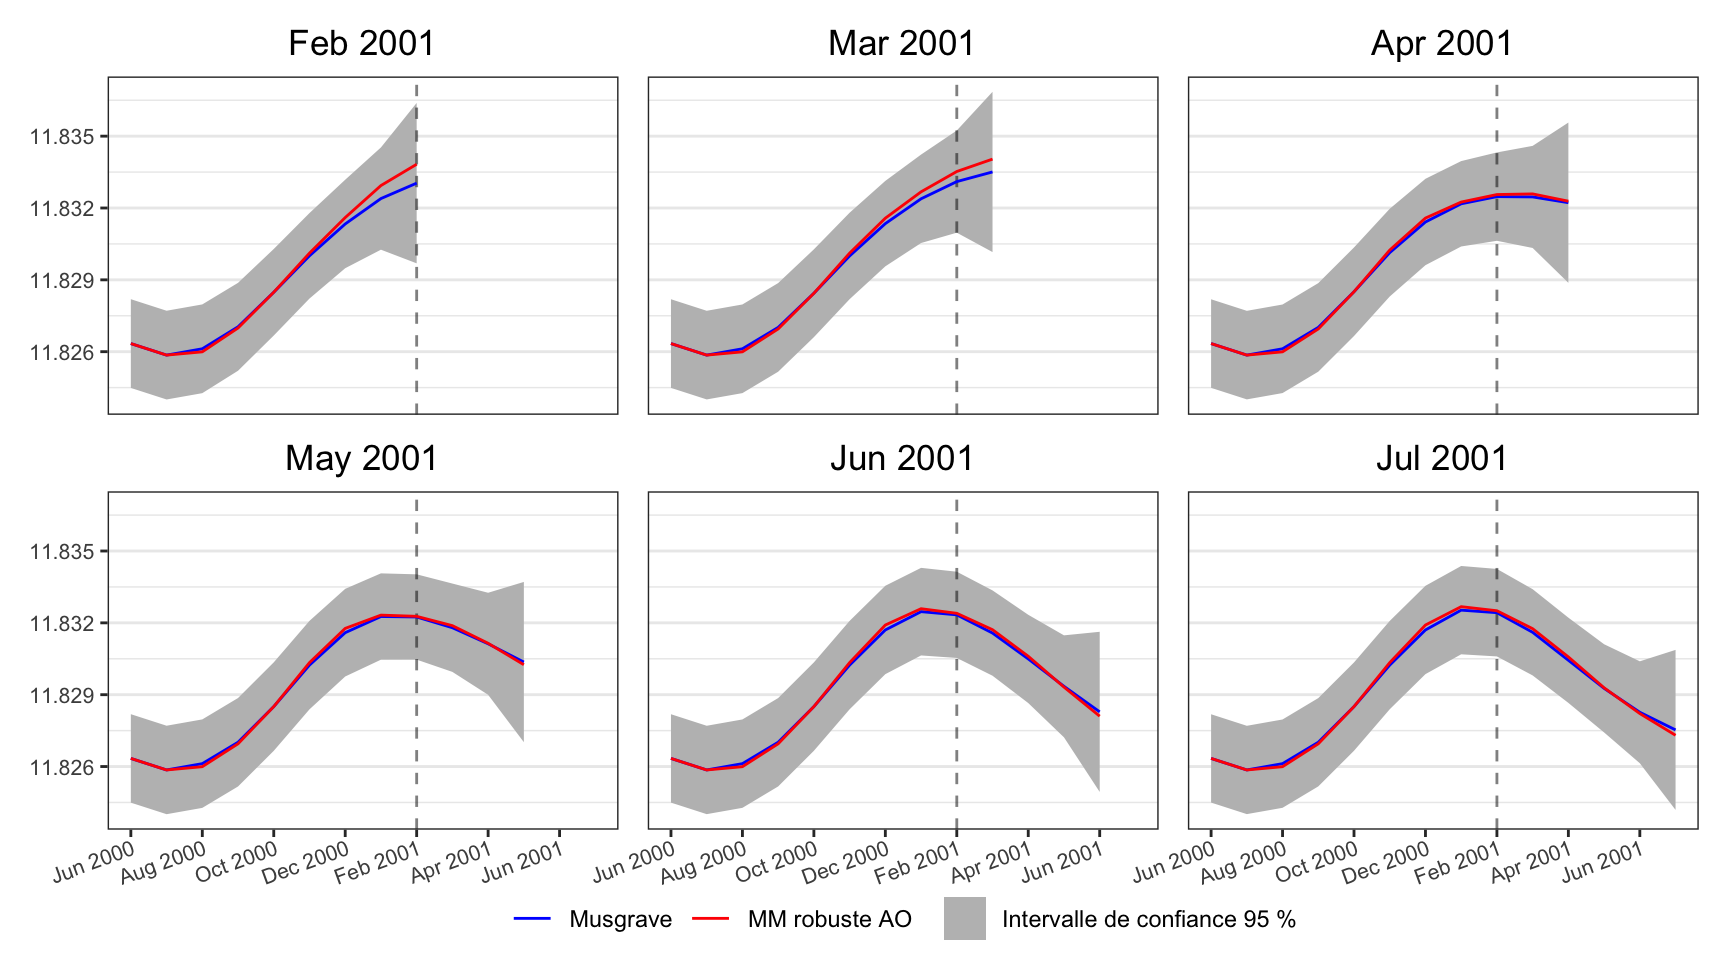 Feb 2001 Mar 2001 Apr 2001
11.835
11.832
11.829
11.826
May 2001 Jun 2001 Jul 2001
11.835
11.832
11.829
11.826
Jun 2000 Aug 2000 Oct 2000 Dec 2000 Feb 2001 Apr 2001 Jun 2001 Jun 2000 Aug 2000 Oct 2000 Dec 2000 Feb 2001 Apr 2001 Jun 2001 Jun 2000 Aug 2000 Oct 2000 Dec 2000 Feb 2001 Apr 2001 Jun 2001
Musgrave MM robuste AO Intervalle de confiance 95 %